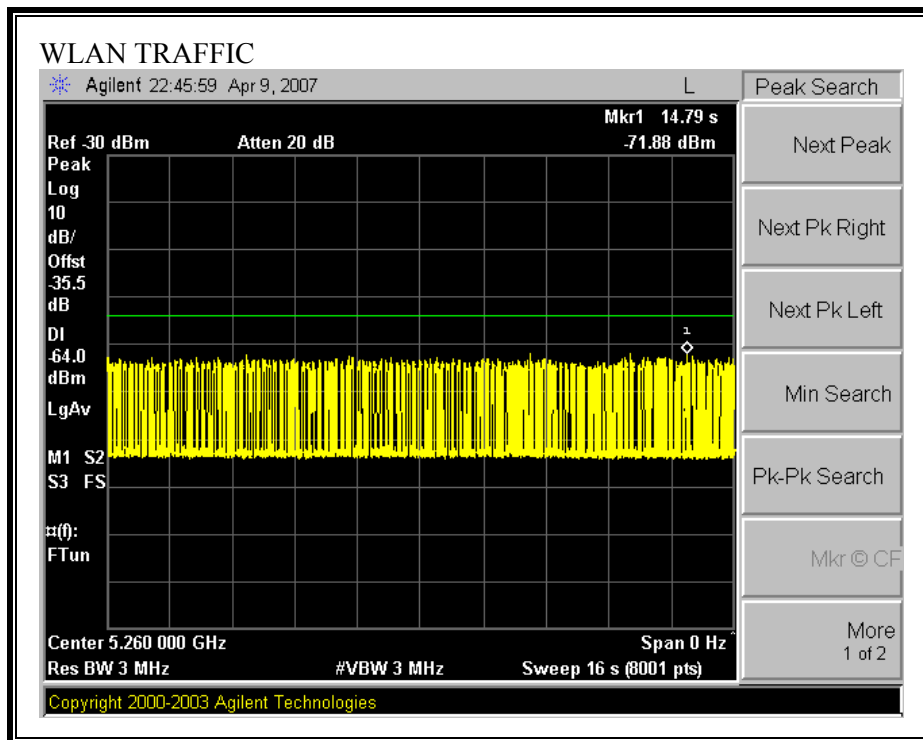 WLAN TRAFFIC
Agilent 22:45:59 Apr 9, 2007 L
Peak Search
Mkr1 14.79 s
Ref -30 dBm Atten 20 dB -71.88 dBm
Peak
Log
10
dB/
Offst
-35.5
dB
DI
-64.0
dBm
LgAv
M1 S2
S3 FS
¤(f):
FTun
1
Center 5.260 000 GHz Span 0 Hz^
Res BW 3 MHz #VBW 3 MHz Sweep 16 s (8001 pts)
Copyright 2000-2003 Agilent Technologies
Next Peak
Next Pk Right
Next Pk Left
Min Search
Pk-Pk Search
Mkr © CF
More
1 of 2